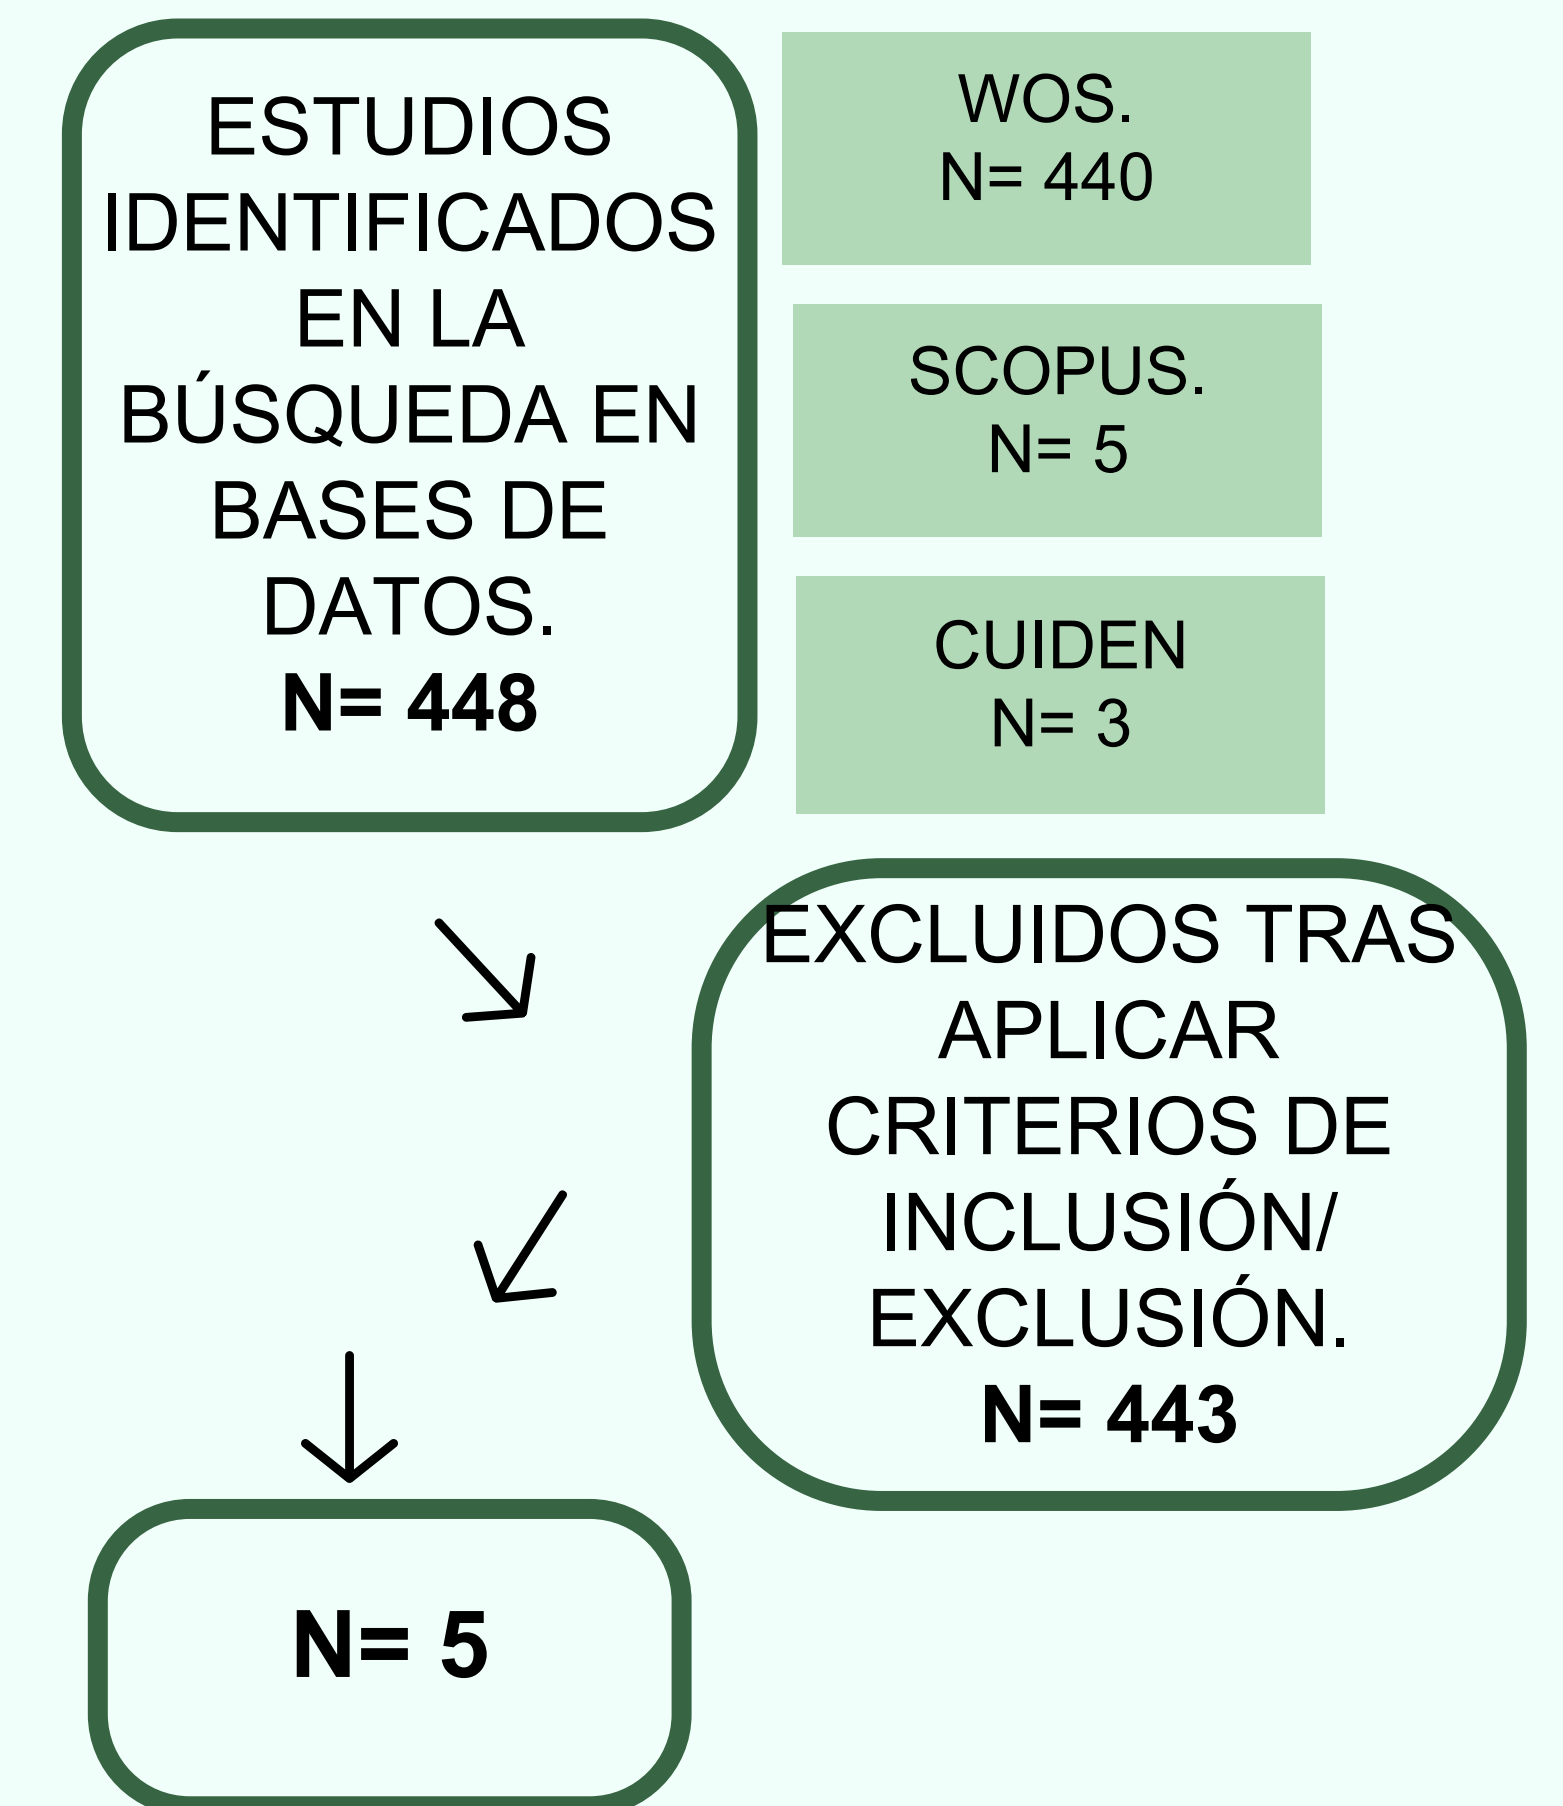 ESTUDIOS
IDENTIFICADOS
EN LA
BÚSQUEDA EN
BASES DE
DATOS.
N= 448
WOS.
N= 440
SCOPUS.
N= 5
CUIDEN
N= 3
EXCLUIDOS TRAS
APLICAR
CRITERIOS DE
INCLUSIÓN/
EXCLUSIÓN.
N= 443
N= 5